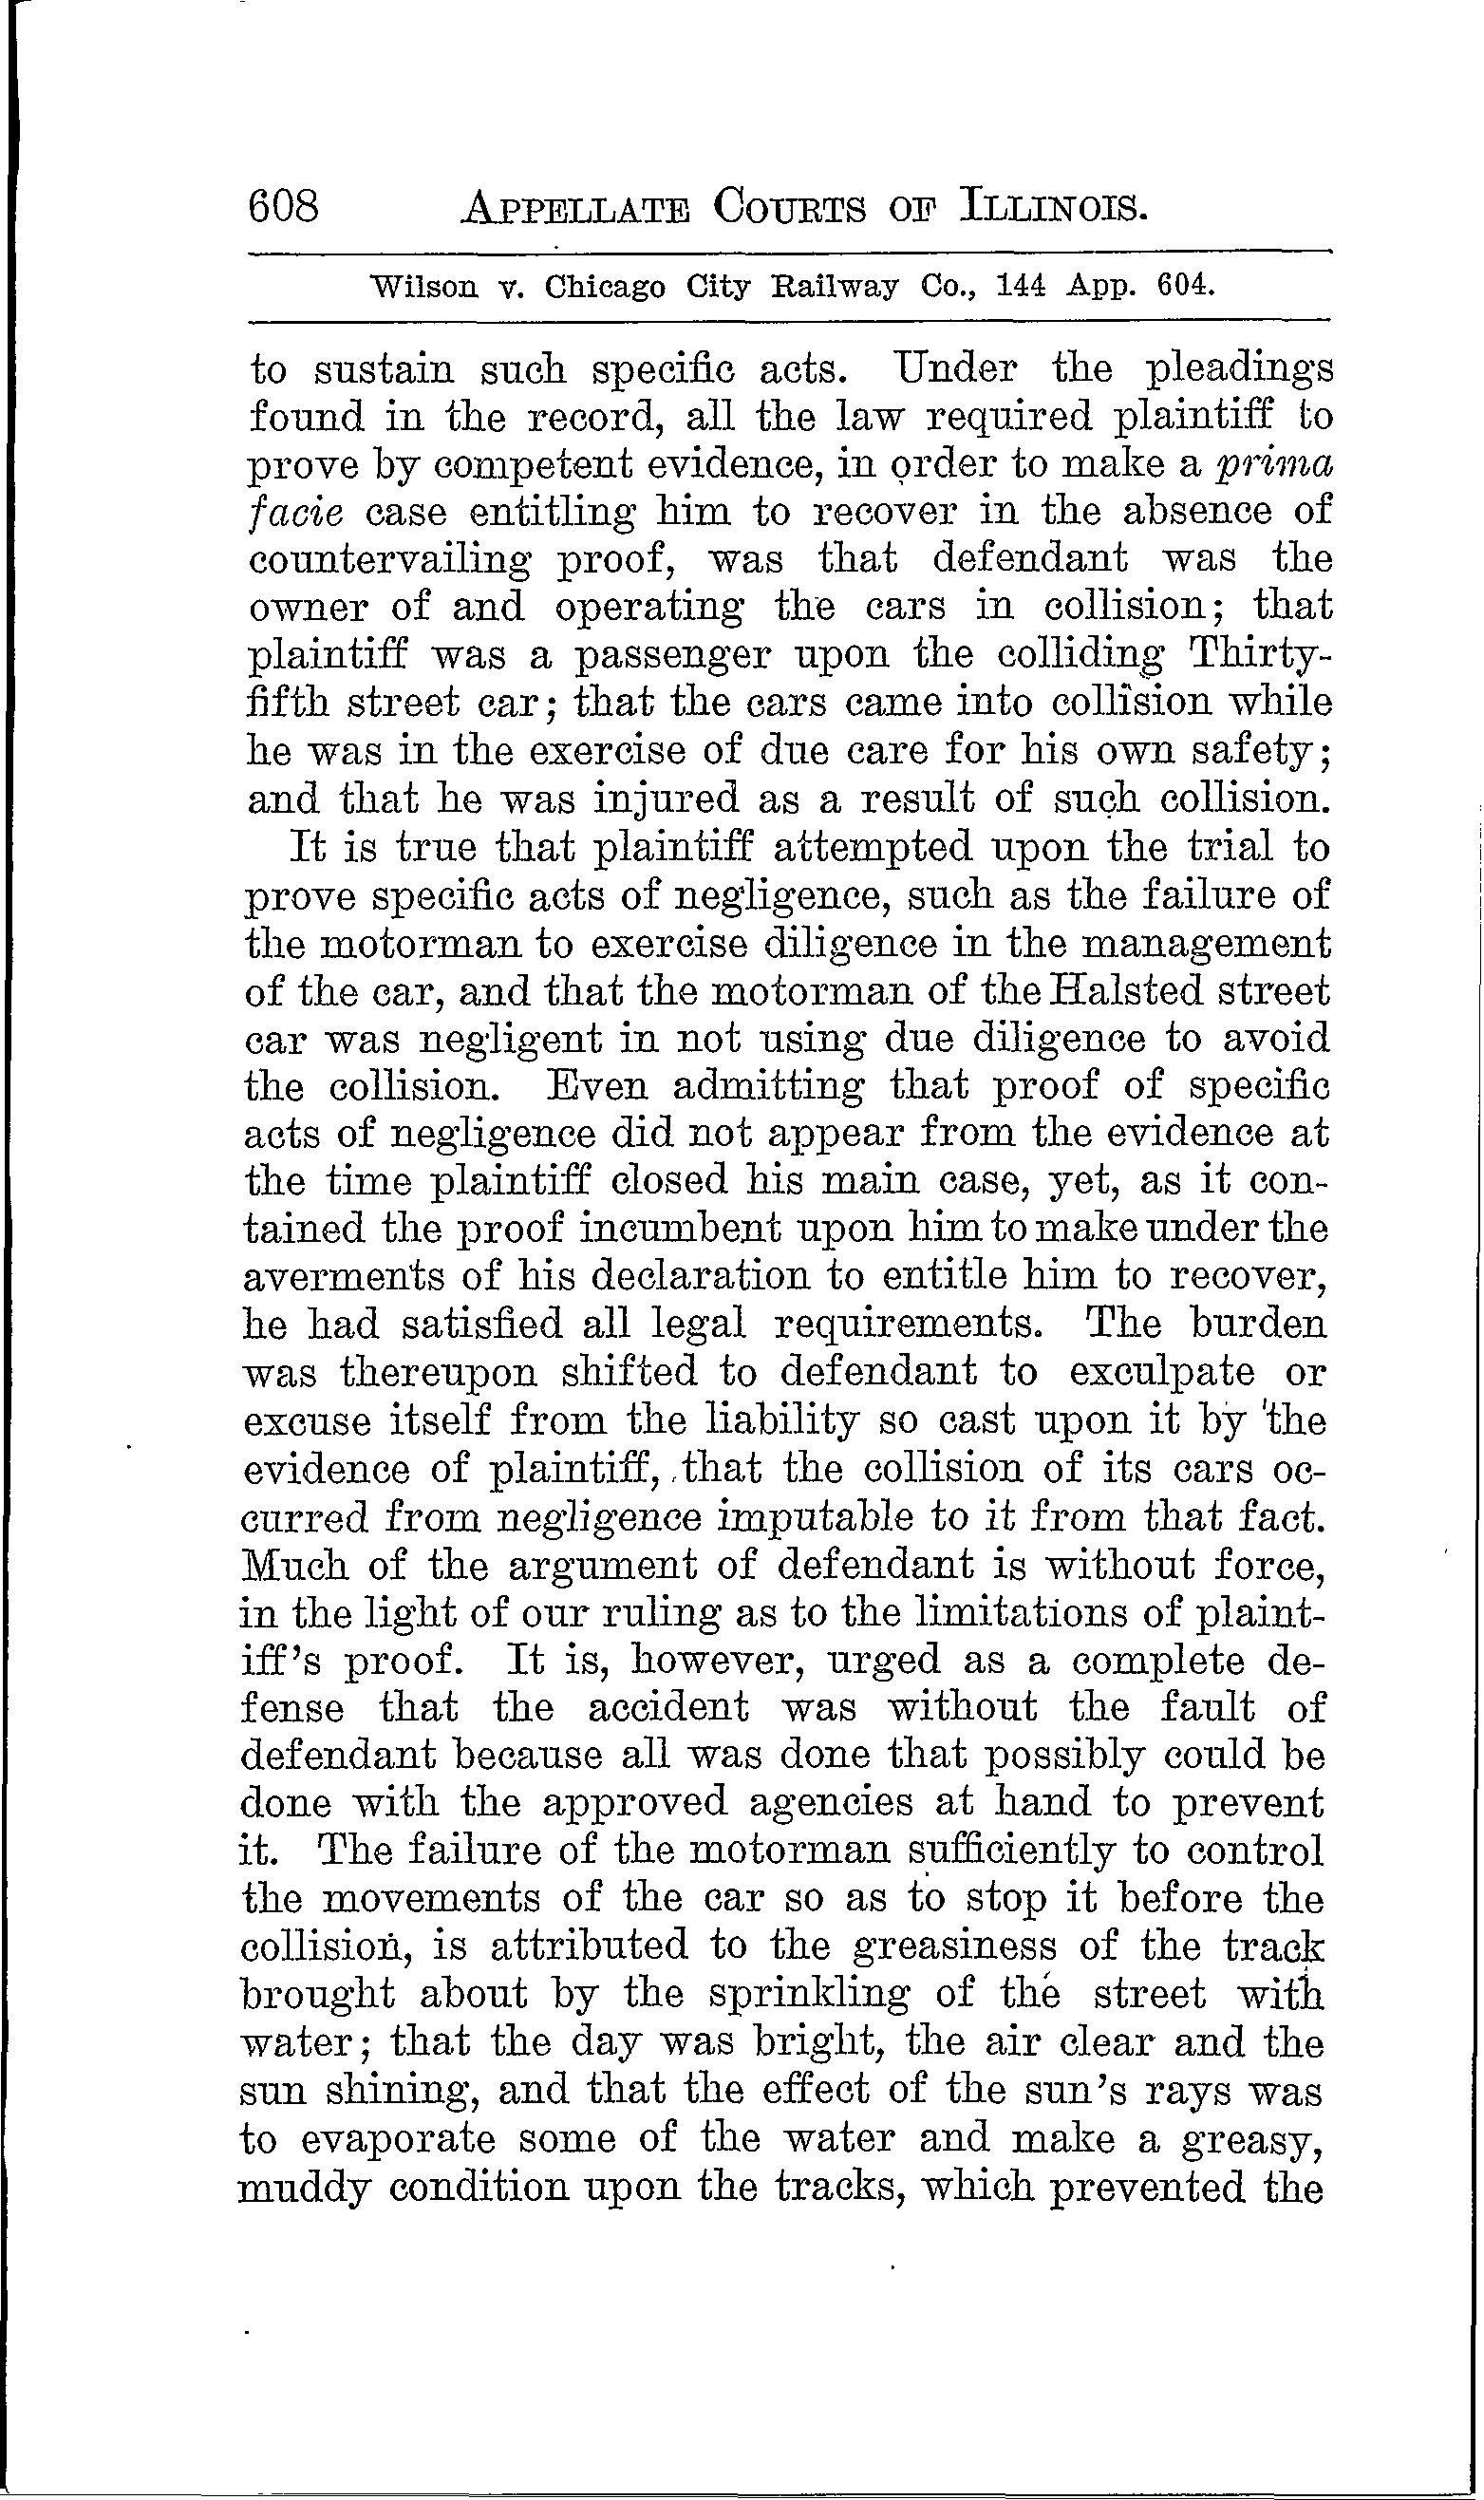 608 APPELLATE COURTS OF ILLINOIS.
Wilson v. Chicago City Railway Co., 144 App. 604.
to sustain such specific acts. Under the pleadings
found in the record, all the law required plaintiff to
prove by competent evidence, in order to make a prima
facie case entitling him to recover in the absence of
countervailing proof, was that defendant was the
owner of and operating the cars in collision; that
plaintiff was a passenger upon the colliding Thirty-
fifth street car; that the cars came into collision while
he was in the exercise of due care for his own safety;
and that he was injured as a result of such collision.
It is true that plaintiff attempted upon the trial to
prove specific acts of negligence, such as the failure of
the motorman to exercise diligence in the management
of the car, and that the motorman of the Halsted street
car was negligent in not using due diligence to avoid
the collision. Even admitting that proof of specific
acts of negligence did not appear from the evidence at
the time plaintiff closed his main case, yet, as it con-
tained the proof incumbent upon him to make under the
averments of his declaration to entitle him to recover,
he had satisfied all legal requirements. The burden
was thereupon shifted to defendant to exculpate or
excuse itself from the liability so cast upon it by the
evidence of plaintiff, that the collision of its cars oc-
curred from negligence imputable to it from that fact.
Much of the argument of defendant is without force,
in the light of our ruling as to the limitations of plaint-
iff's proof. It is, however, urged as a complete de-
fense that the accident was without the fault of
defendant because all was done that possibly could be
done with the approved agencies at hand to prevent
it. The failure of the motorman sufficiently to control
the movements of the car so as to stop it before the
collision, is attributed to the greasiness of the track
brought about by the sprinkling of the street with
water; that the day was bright, the air clear and the
sun shining, and that the effect of the sun's rays was
to evaporate some of the water and make a greasy,
muddy condition upon the tracks, which prevented the